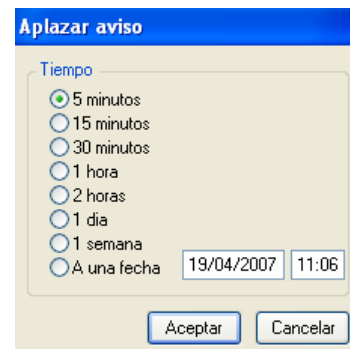 Aplazar aviso
Tiempo
5 minutos
15 minutos
30 minutos
1 hora
2 horas
1 dia
1 semana
A una fecha 19/04/2007 11:06
Aceptar Cancelar